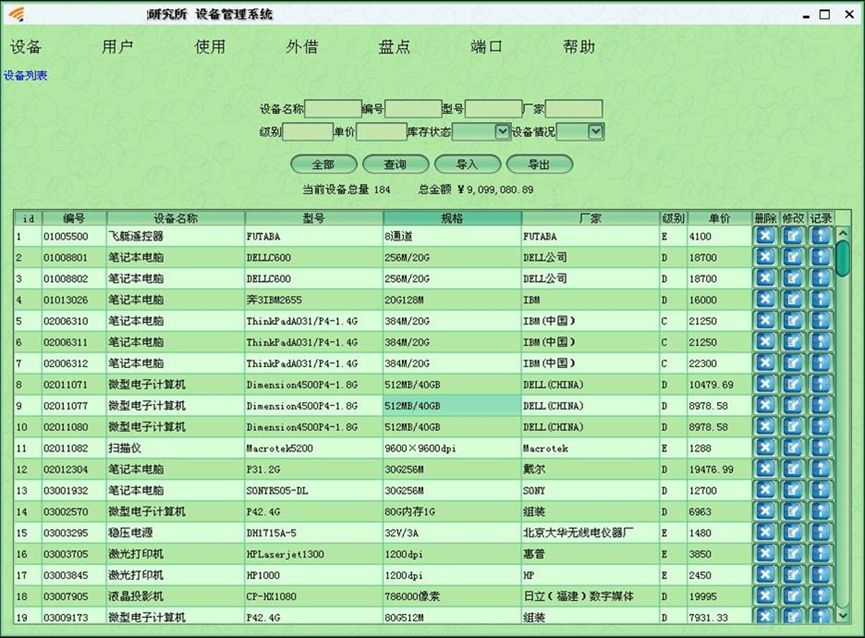 研究所 设备管理系统
设备 用户 使用 外借 盘点 端口 帮助
设备列表
设备名称 编号 型号 厂家
级别 单价 库存状态 设备情况
全部 查询 导入 导出
当前设备总量 184 总金额 ￥9,099,080.89
id 编号 设备名称 型号 规格 厂家 级别 单价 删除 修改 记录
1 01005500 飞艇遥控器 FUTABA 8通道 FUTABA E 4100
2 01008801 笔记本电脑 DELLC600 256M/20G DELL公司 D 18700
3 01008802 笔记本电脑 DELLC600 256M/20G DELL公司 D 18700
4 01013026 笔记本电脑 奔3IBM2655 20G128M IBM D 16000
5 02006310 笔记本电脑 ThinkPadA031/P4-1.4G 384M/20G IBM(中国) C 21250
6 02006311 笔记本电脑 ThinkPadA031/P4-1.4G 384M/20G IBM(中国) C 21250
7 02006312 笔记本电脑 ThinkPadA031/P4-1.4G 384M/20G IBM(中国) C 22300
8 02011071 微型电子计算机 Dimension4500P4-1.8G 512MB/40GB DELL(CHINA) D 10479.69
9 02011077 微型电子计算机 Dimension4500P4-1.8G 512MB/40GB DELL(CHINA) D 8978.58
10 02011080 微型电子计算机 Dimension4500P4-1.8G 512MB/40GB DELL(CHINA) D 8978.58
11 02011082 扫描仪 Macrotek5200 9600×9600dpi Macrotek E 1288
12 02012304 笔记本电脑 P31.2G 30G256M 戴尔 D 19476.99
13 03001932 笔记本电脑 SONYR505-DL 30G256M SONY D 12700
14 03002570 微型电子计算机 P42.4G 80G内存1G 组装 D 6963
15 03003295 稳压电源 DH1715A-5 32V/3A 北京大华无线电仪器厂 E 1480
16 03003705 激光打印机 HPLaserjet1300 1200dpi 惠普 E 3850
17 03003845 激光打印机 HP1000 1200dpi HP E 2450
18 03007905 液晶投影机 CP-HX1080 786000像素 日立（福建）数字媒体 D 19995
19 03009173 微型电子计算机 P42.4G 80G512M 组装 D 7931.33